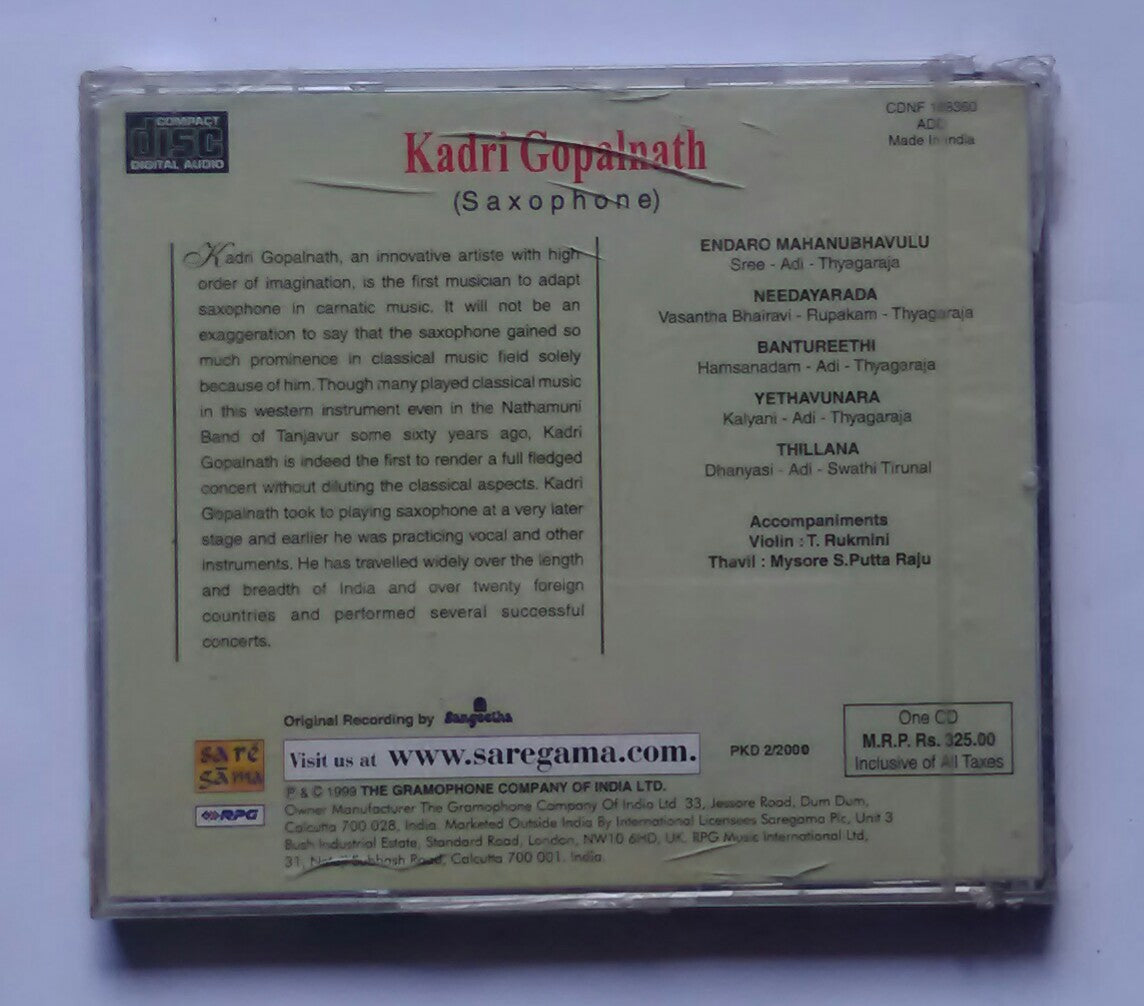 COMPACT
disc
DIGITAL AUDIO
CDNF
Made In India
Kadri Gopalnath
(Saxophone)
Kadri Gopalnath, an innovative artiste with high
order of imagination, is the first musician to adapt
saxophone in carnatic music. It will not be an
exaggeration to say that the saxophone gained so
much prominence in classical music field solely
because of him. Though many played classical music
in this western instrument even in the Nathamuni
Band of Tanjavur some sixty years ago, Kadri
Gopalnath is indeed the first to render a full fledged
concert without diluting the classical aspects. Kadri
Gopalnath took to playing saxophone at a very later
stage and earlier he was practicing vocal and other
instruments. He has travelled widely over the length
and breadth of India and over twenty foreign
countries and performed several successful
concerts.
ENDARO MAHANUBHAVULU
Sree - Adi - Thyagaraja
NEEDAYARADA
Vasantha Bhairavi - Rupakam - Thyagaraja
BANTUREETHI
Hamsanadam - Adi - Thyagaraja
YETHAVUNARA
Kalyani - Adi - Thyagaraja
THILLANA
Dhanyasi - Adi - Swathi Tirunal
Accompaniments
Violin : T. Rukmini
Thavil : Mysore S.Putta Raju
Original Recording by Sangeetha
sa re
ga ma
RPG
Visit us at www.saregama.com.
PKD 2/2000
One CD
M.R.P. Rs. 325.00
Inclusive of All Taxes
℗ & © 1999 THE GRAMOPHONE COMPANY OF INDIA LTD.
Owner Manufacturer The Gramophone Company Of India Ltd. 33, Jessore Road, Dum Dum,
Calcutta 700 028, India. Marketed Outside India By International Licensees Saregama Plc, Unit 3
Bush Industrial Estate, Standard Road, London, NW10 6HD, UK. RPG Music International Ltd,
31, Netaji Subhash Road, Calcutta 700 001. India.